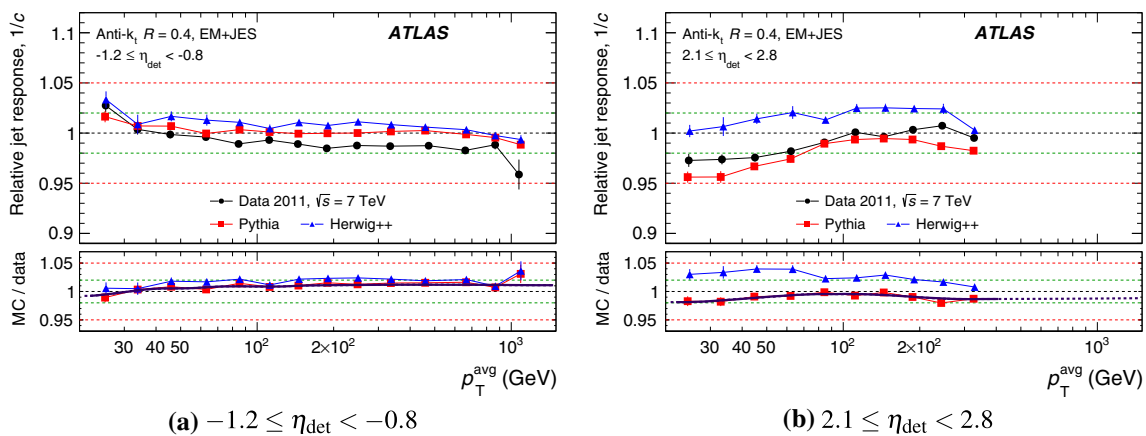 Relative jet response, 1/c
1.1
1.05
1
0.95
0.9
Anti-kt R = 0.4, EM+JES
ATLAS
-1.2 ≤ ηdet < -0.8
Data 2011, √s = 7 TeV
Pythia Herwig++
MC / data
1.05
1
0.95
30 40 50 10² 2×10² 10³
pTavg (GeV)
(a) −1.2 ≤ ηdet < −0.8
Relative jet response, 1/c
1.1
1.05
1
0.95
0.9
Anti-kt R = 0.4, EM+JES
ATLAS
2.1 ≤ ηdet < 2.8
Data 2011, √s = 7 TeV
Pythia Herwig++
MC / data
1.05
1
0.95
30 40 50 10² 2×10² 10³
pTavg (GeV)
(b) 2.1 ≤ ηdet < 2.8